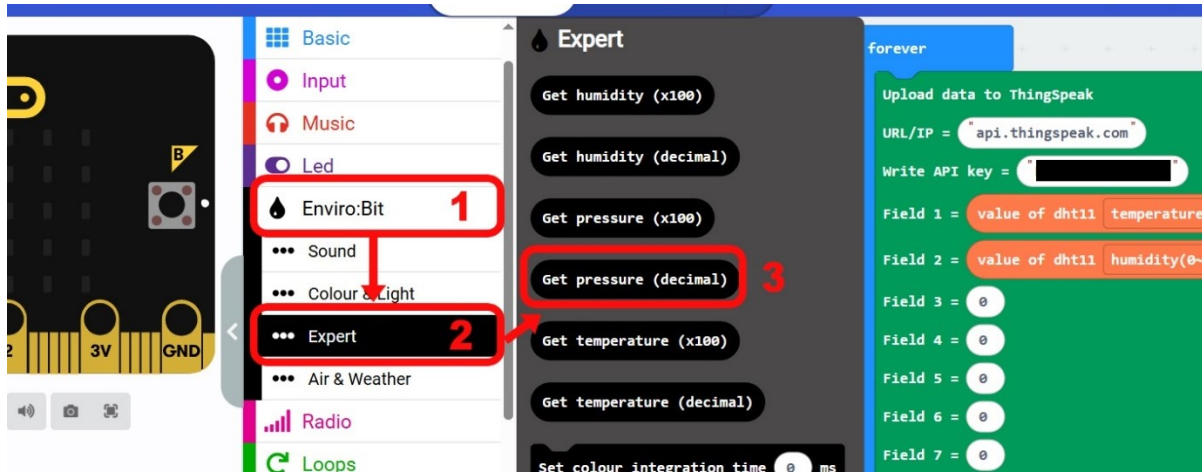 B
2
3V
GND
Basic
Input
Music
Led
Enviro:Bit
1
Sound
Colour & Light
Expert
2
Air & Weather
Radio
Loops
Expert
Get humidity (x100)
Get humidity (decimal)
Get pressure (x100)
Get pressure (decimal)
3
Get temperature (x100)
Get temperature (decimal)
Set colour integration time 0 ms
forever
Upload data to ThingSpeak
URL/IP = "api.thingspeak.com"
Write API key = " "
Field 1 = value of dht11 temperature
Field 2 = value of dht11 humidity(0~
Field 3 = 0
Field 4 = 0
Field 5 = 0
Field 6 = 0
Field 7 = 0